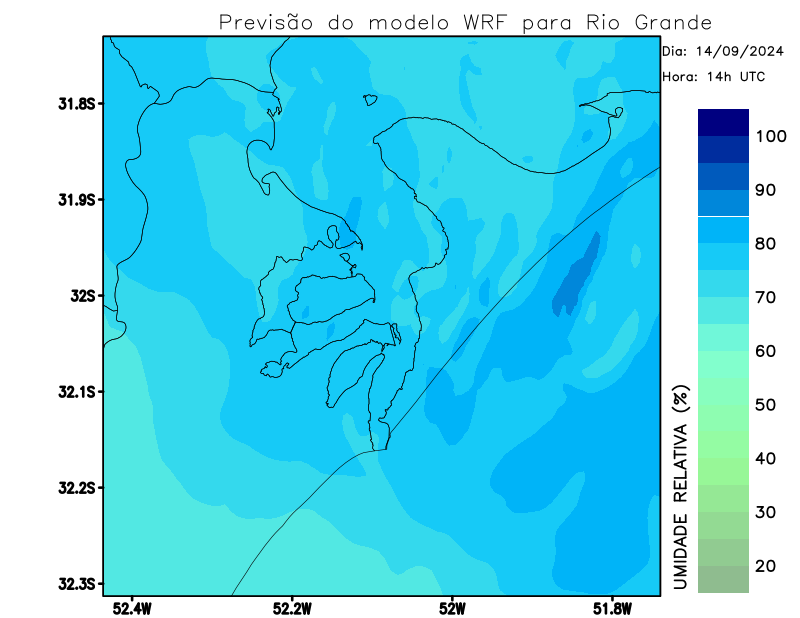 Previsão do modelo WRF para Rio Grande
Dia: 14/09/2024
Hora: 14h UTC
31.8S
31.9S
32S
32.1S
32.2S
32.3S
52.4W
52.2W
52W
51.8W
100
90
80
70
60
50
40
30
20
UMIDADE RELATIVA (%)